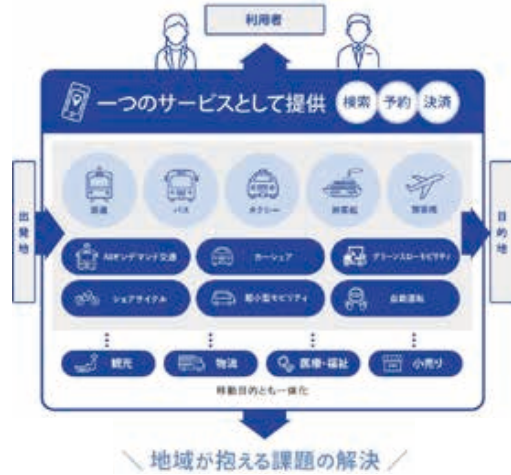 利用者
一つのサービスとして提供
検索 予約 決済
出発地
目的地
鉄道 バス タクシー 旅客船 旅客機
AIオンデマンド交通 カーシェア グリーンスローモビリティ
シェアサイクル 超小型モビリティ 自動運転
観光 物流 医療・福祉 小売り
移動目的とも一体化
＼ 地域が抱える課題の解決 ／